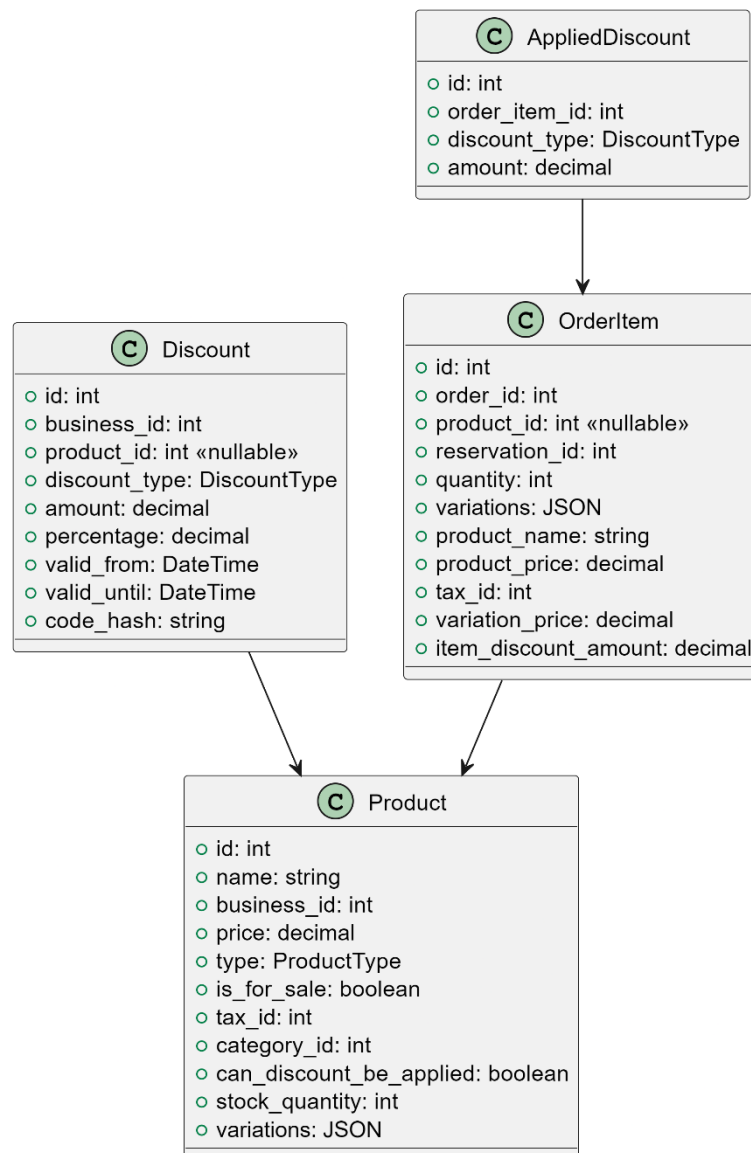 C AppliedDiscount
id: int
order_item_id: int
discount_type: DiscountType
amount: decimal
C Discount
id: int
business_id: int
product_id: int «nullable»
discount_type: DiscountType
amount: decimal
percentage: decimal
valid_from: DateTime
valid_until: DateTime
code_hash: string
C OrderItem
id: int
order_id: int
product_id: int «nullable»
reservation_id: int
quantity: int
variations: JSON
product_name: string
product_price: decimal
tax_id: int
variation_price: decimal
item_discount_amount: decimal
C Product
id: int
name: string
business_id: int
price: decimal
type: ProductType
is_for_sale: boolean
tax_id: int
category_id: int
can_discount_be_applied: boolean
stock_quantity: int
variations: JSON